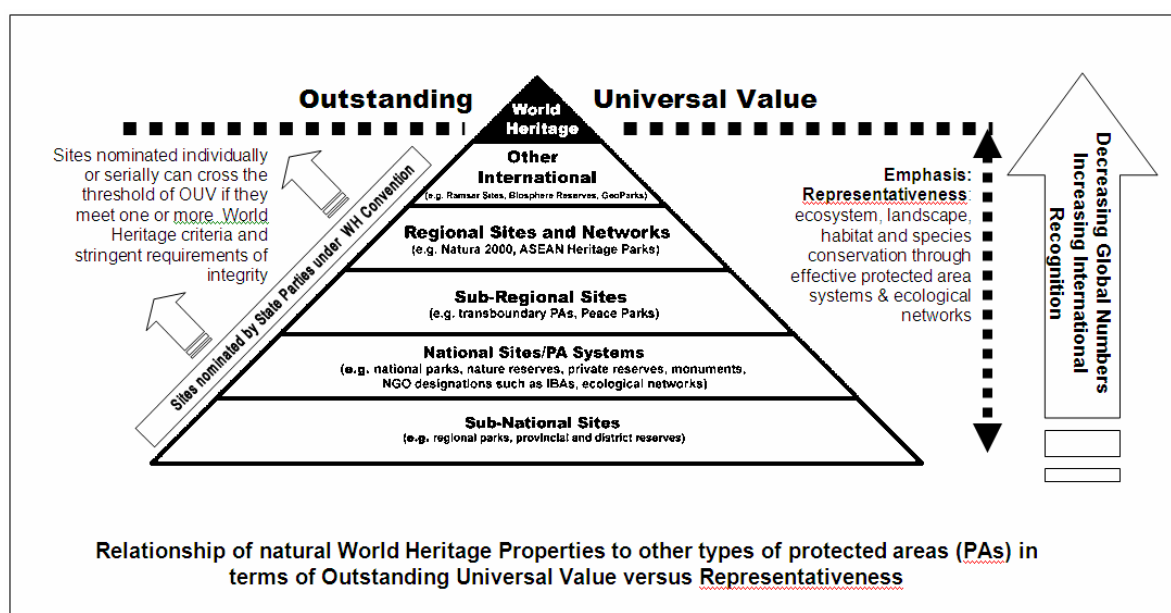 Outstanding Universal Value
World
Heritage
Sites nominated individually
or serially can cross the
threshold of OUV if they
meet one or more World
Heritage criteria and
stringent requirements of
integrity
Sites nominated by State Parties under WH Convention
Other
International
(e.g. Ramsar Sites, Biosphere Reserves, GeoParks)
Regional Sites and Networks
(e.g. Natura 2000, ASEAN Heritage Parks)
Sub-Regional Sites
(e.g. transboundary PAs, Peace Parks)
National Sites/PA Systems
(e.g. national parks, nature reserves, private reserves, monuments,
NGO designations such as IBAs, ecological networks)
Sub-National Sites
(e.g. regional parks, provincial and district reserves)
Emphasis:
Representativeness:
ecosystem, landscape,
habitat and species
conservation through
effective protected area
systems & ecological
networks
Decreasing Global Numbers
Increasing International
Recognition
Relationship of natural World Heritage Properties to other types of protected areas (PAs) in
terms of Outstanding Universal Value versus Representativeness